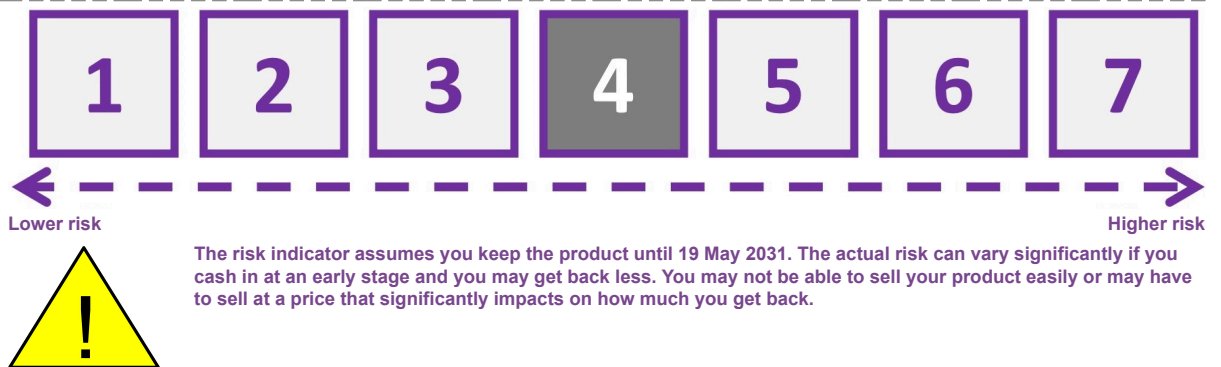 1 2 3 4 5 6 7
Lower risk Higher risk
!
The risk indicator assumes you keep the product until 19 May 2031. The actual risk can vary significantly if you
cash in at an early stage and you may get back less. You may not be able to sell your product easily or may have
to sell at a price that significantly impacts on how much you get back.